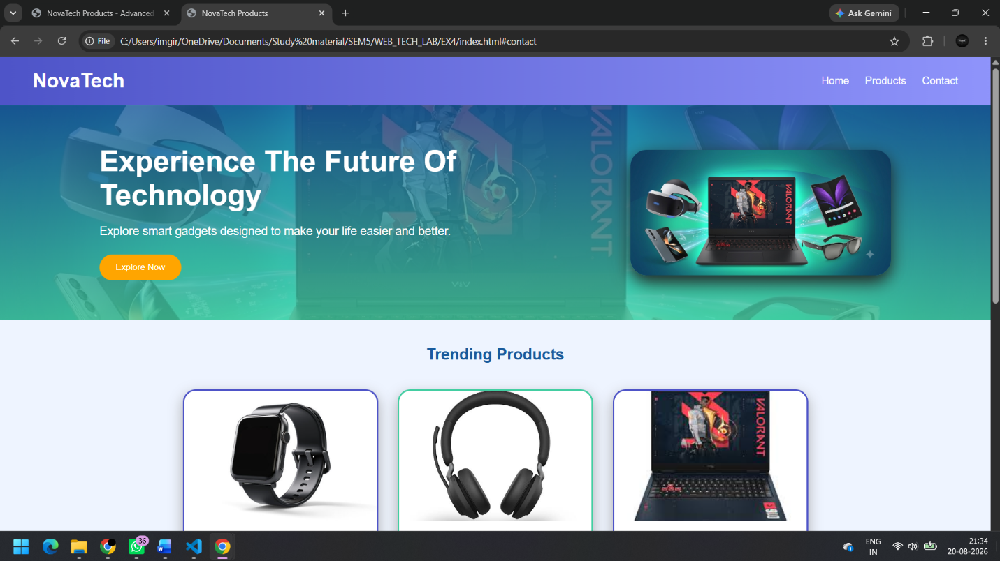 NovaTech Products - Advanced
NovaTech Products
Ask Gemini
File
C:/Users/imgir/OneDrive/Documents/Study%20material/SEM5/WEB_TECH_LAB/EX4/index.html#contact
NovaTech
Home
Products
Contact
Experience The Future Of
Technology
Explore smart gadgets designed to make your life easier and better.
Explore Now
VALORANT
VALORANT
Trending Products
VALORANT
36
ENG
IN
21:34
20-08-2026